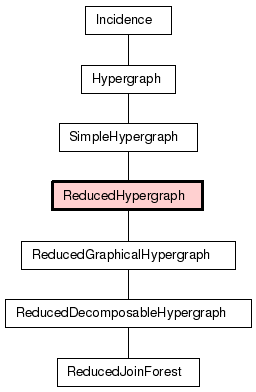 Incidence
Hypergraph
SimpleHypergraph
ReducedHypergraph
ReducedGraphicalHypergraph
ReducedDecomposableHypergraph
ReducedJoinForest